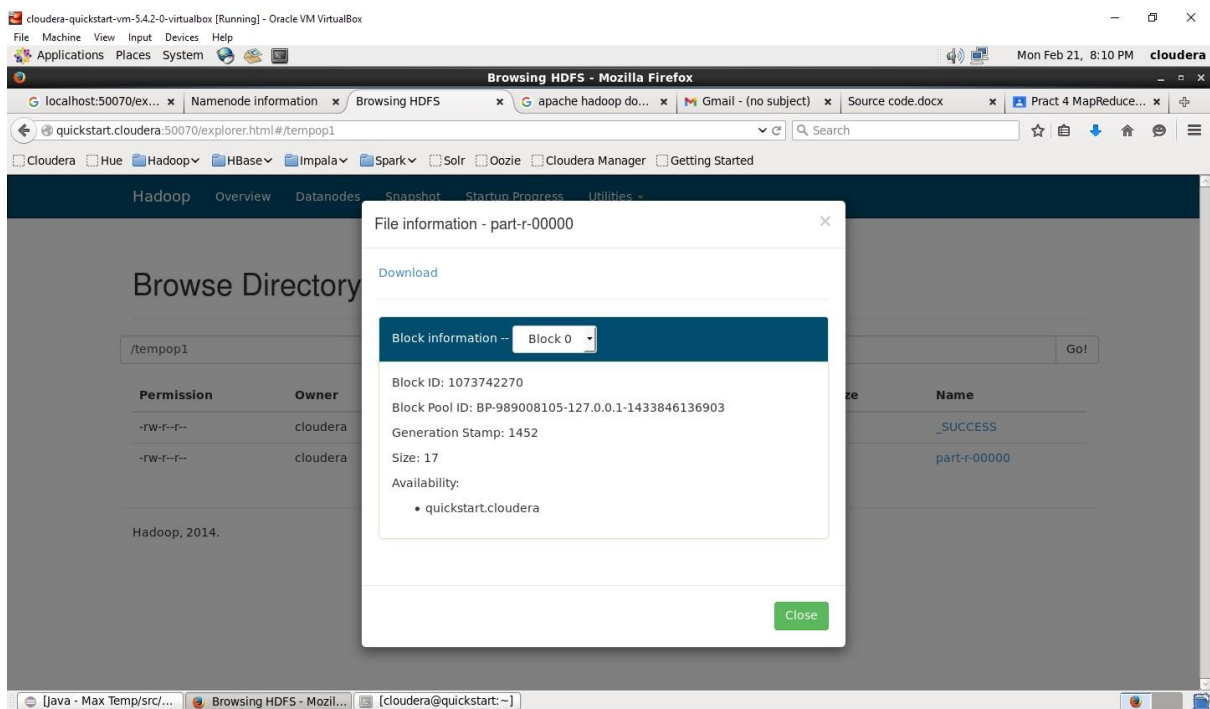 cloudera-quickstart-vm-5.4.2-0-virtualbox [Running] - Oracle VM VirtualBox
File Machine View Input Devices Help
Applications Places System Mon Feb 21, 8:10 PM cloudera
Browsing HDFS - Mozilla Firefox
localhost:50070/ex... Namenode information Browsing HDFS apache hadoop do... Gmail - (no subject) Source code.docx Pract 4 MapReduce...
quickstart.cloudera:50070/explorer.html#/tempop1 Search
Cloudera Hue Hadoop HBase Impala Spark Solr Oozie Cloudera Manager Getting Started
Hadoop Overview Datanodes Snapshot Startup Progress Utilities
File information - part-r-00000
Download
Browse Directory
Block information -- Block 0
/tempop1 Go!
Block ID: 1073742270
Permission Owner ze Name
Block Pool ID: BP-989008105-127.0.0.1-1433846136903
-rw-r--r-- cloudera _SUCCESS
Generation Stamp: 1452
-rw-r--r-- cloudera part-r-00000
Size: 17
Availability:
• quickstart.cloudera
Hadoop, 2014.
Close
[Java - Max Temp/src/... Browsing HDFS - Mozil... [cloudera@quickstart:~]